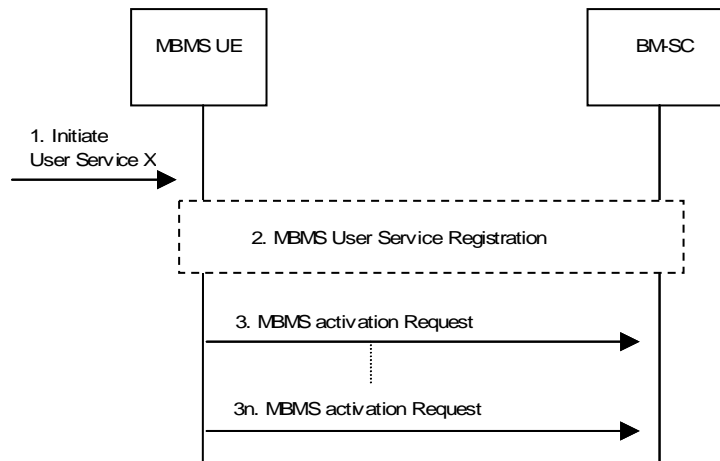 MBMS UE
BM-SC
1. Initiate
User Service X
2. MBMS User Service Registration
3. MBMS activation Request
3n. MBMS activation Request